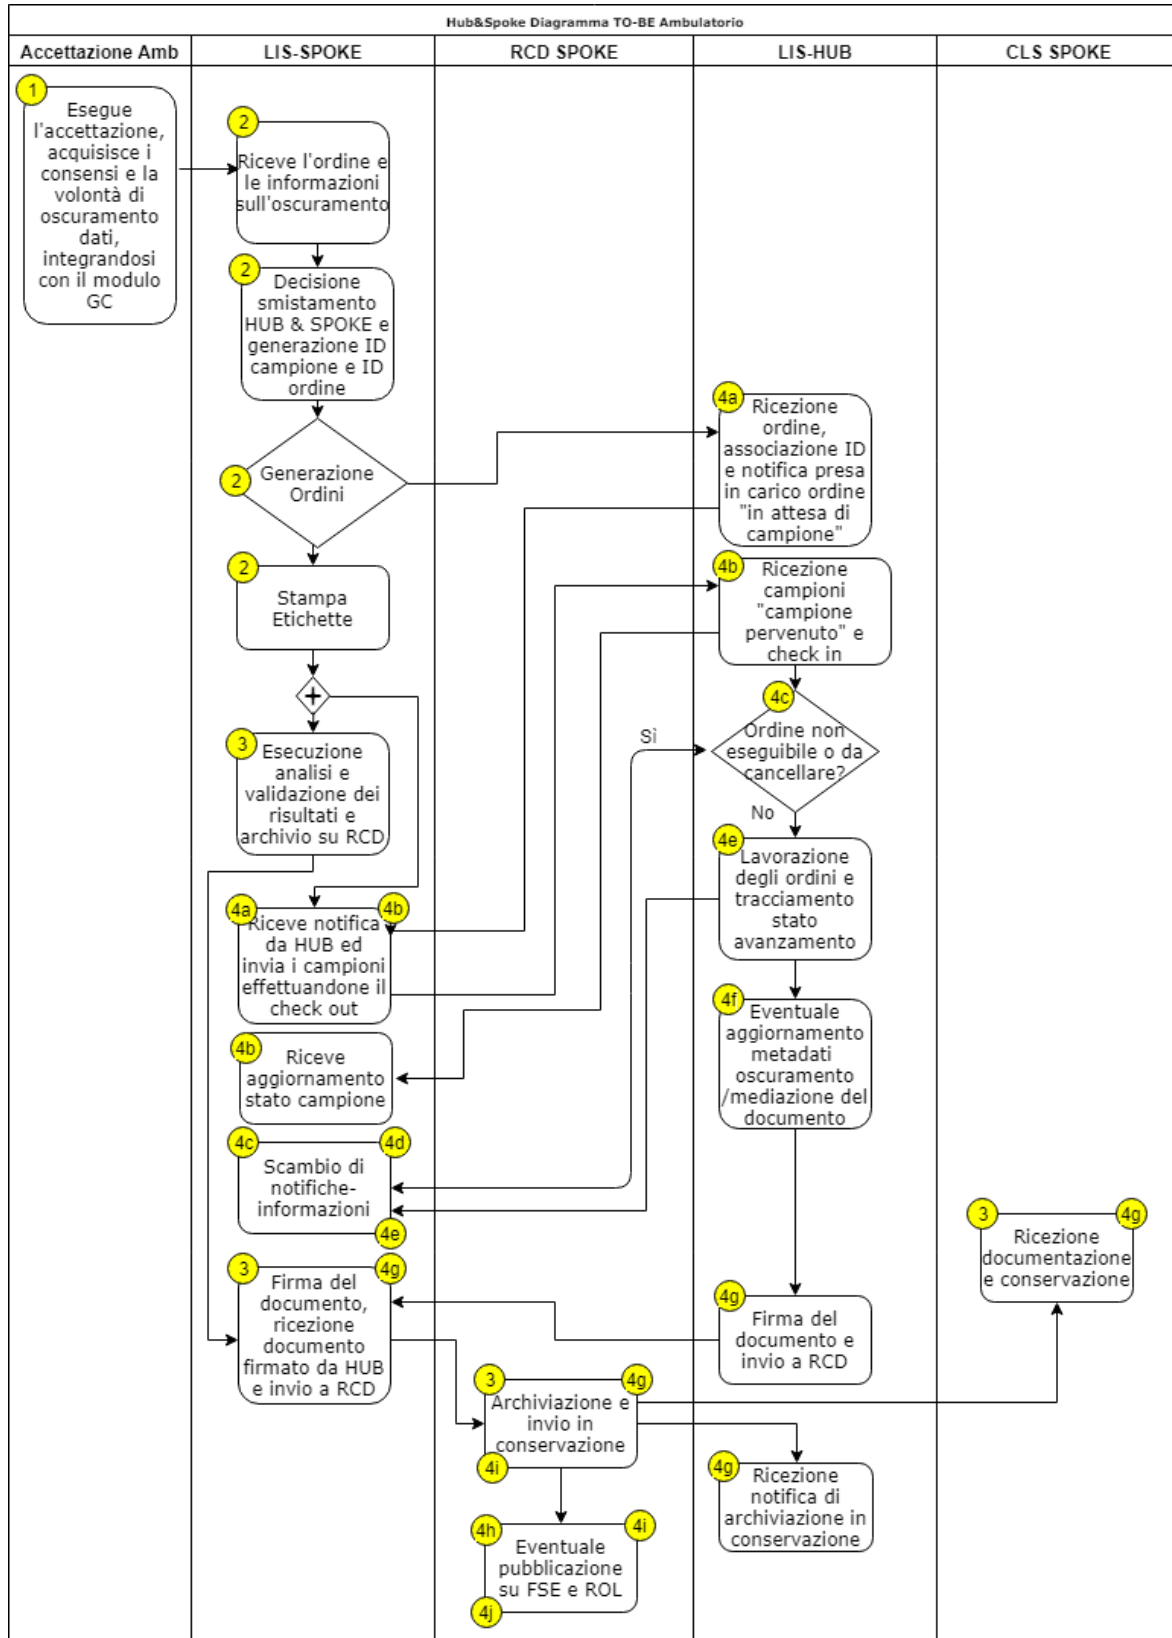 Hub&Spoke Diagramma TO-BE Ambulatorio
Accettazione Amb
LIS-SPOKE
RCD SPOKE
LIS-HUB
CLS SPOKE
1
Esegue
l'accettazione,
acquisisce i
consensi e la
volontà di
oscuramento
dati,
integrandosi
con il modulo
GC
2
Riceve l'ordine e
le informazioni
sull'oscuramento
2
Decisione
smistamento
HUB & SPOKE e
generazione ID
campione e ID
ordine
2
Generazione
Ordini
4a
Ricezione
ordine,
associazione ID
e notifica presa
in carico ordine
"in attesa di
campione"
2
Stampa
Etichette
4b
Ricezione
campioni
"campione
pervenuto" e
check in
3
Esecuzione
analisi e
validazione dei
risultati e
archivio su RCD
4c
Ordine non
eseguibile o da
cancellare?
Sì
No
4e
Lavorazione
degli ordini e
tracciamento
stato
avanzamento
4a
4b
Riceve notifica
da HUB ed
invia i campioni
effettuandone il
check out
4f
Eventuale
aggiornamento
metadati
oscuramento
/mediazione del
documento
4b
Riceve
aggiornamento
stato campione
4c
4d
Scambio di
notifiche-
informazioni
4e
3
4g
Ricezione
documentazione
e conservazione
3
4g
Firma del
documento,
ricezione
documento
firmato da HUB
e invio a RCD
4g
Firma del
documento e
invio a RCD
3
4g
Archiviazione e
invio in
conservazione
4i
4g
Ricezione
notifica di
archiviazione in
conservazione
4h
4i
Eventuale
pubblicazione
su FSE e ROL
4j